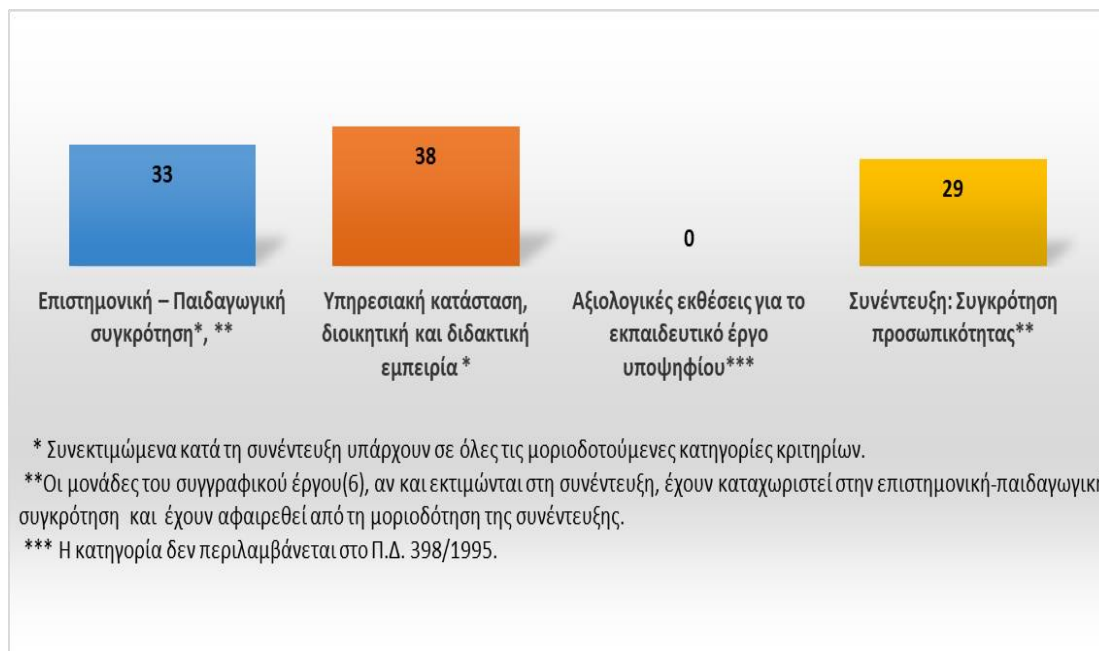 33
38
0
29
Επιστημονική – Παιδαγωγική
συγκρότηση*, **
Υπηρεσιακή κατάσταση,
διοικητική και διδακτική
εμπειρία *
Αξιολογικές εκθέσεις για το
εκπαιδευτικό έργο
υποψηφίου***
Συνέντευξη: Συγκρότηση
προσωπικότητας**
* Συνεκτιμώμενα κατά τη συνέντευξη υπάρχουν σε όλες τις μοριοδοτούμενες κατηγορίες κριτηρίων.
**Οι μονάδες του συγγραφικού έργου(6), αν και εκτιμώνται στη συνέντευξη, έχουν καταχωριστεί στην επιστημονική-παιδαγωγική
συγκρότηση και έχουν αφαιρεθεί από τη μοριοδότηση της συνέντευξης.
*** Η κατηγορία δεν περιλαμβάνεται στο Π.Δ. 398/1995.